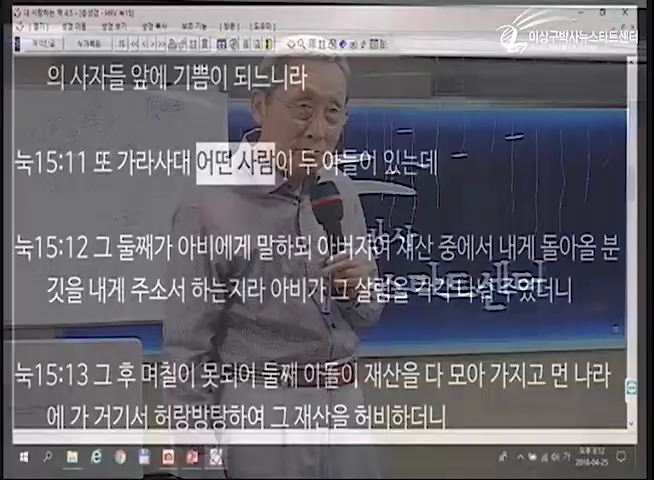 이상구박사뉴스타트센터
의 사자들 앞에 기쁨이 되느니라
눅15:11 또 가라사대 어떤 사람이 두 아들이 있는데
눅15:12 그 둘째가 아비에게 말하되 아버지여 재산 중에서 내게 돌아올 분
깃을 내게 주소서 하는지라 아비가 그 살림을 각각 나눠 주었더니
눅15:13 그 후 며칠이 못되어 둘째 아들이 재산을 다 모아 가지고 먼 나라
에 가 거기서 허랑방탕하여 그 재산을 허비하더니
2018-04-25